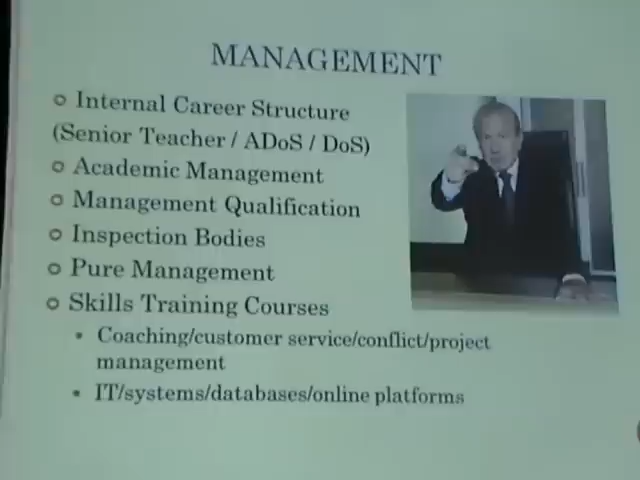 MANAGEMENT
Internal Career Structure
(Senior Teacher / ADoS / DoS)
Academic Management
Management Qualification
Inspection Bodies
Pure Management
Skills Training Courses
Coaching/customer service/conflict/project
management
IT/systems/databases/online platforms